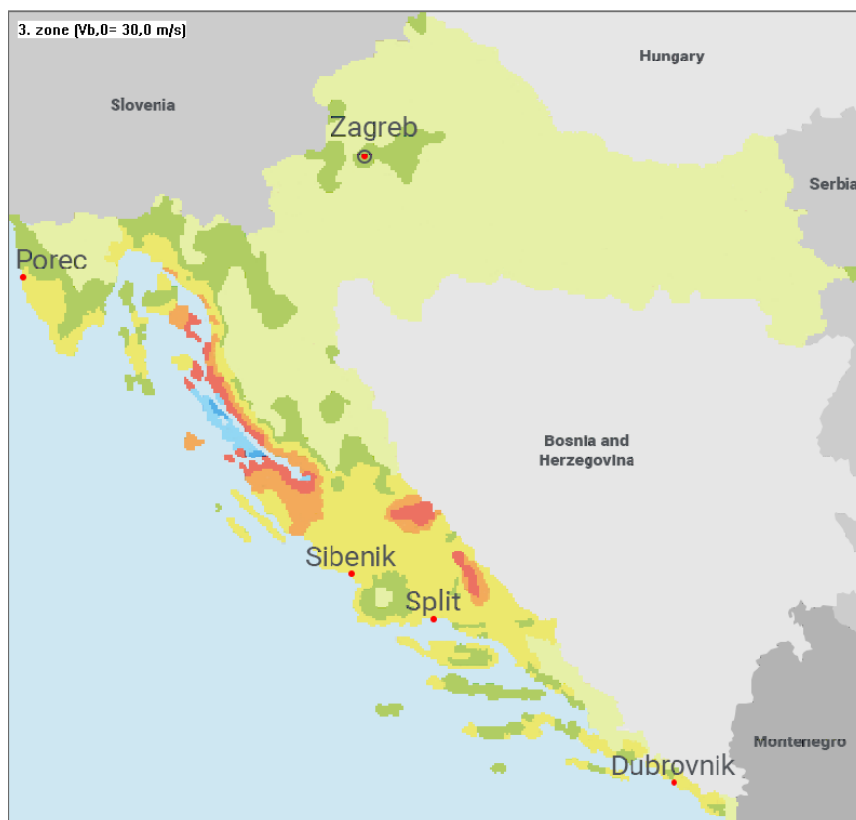 3. zone (Vb,0= 30,0 m/s)
Hungary
Slovenia
Zagreb
Serbia
Porec
Bosnia and
Herzegovina
Sibenik
Split
Montenegro
Dubrovnik